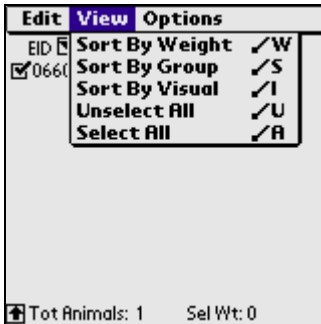 Edit View Options
EID
Sort By Weight /W
066 Sort By Group /S
Sort By Visual /I
Unselect All /U
Select All /A
Tot Animals: 1 Sel Wt: 0